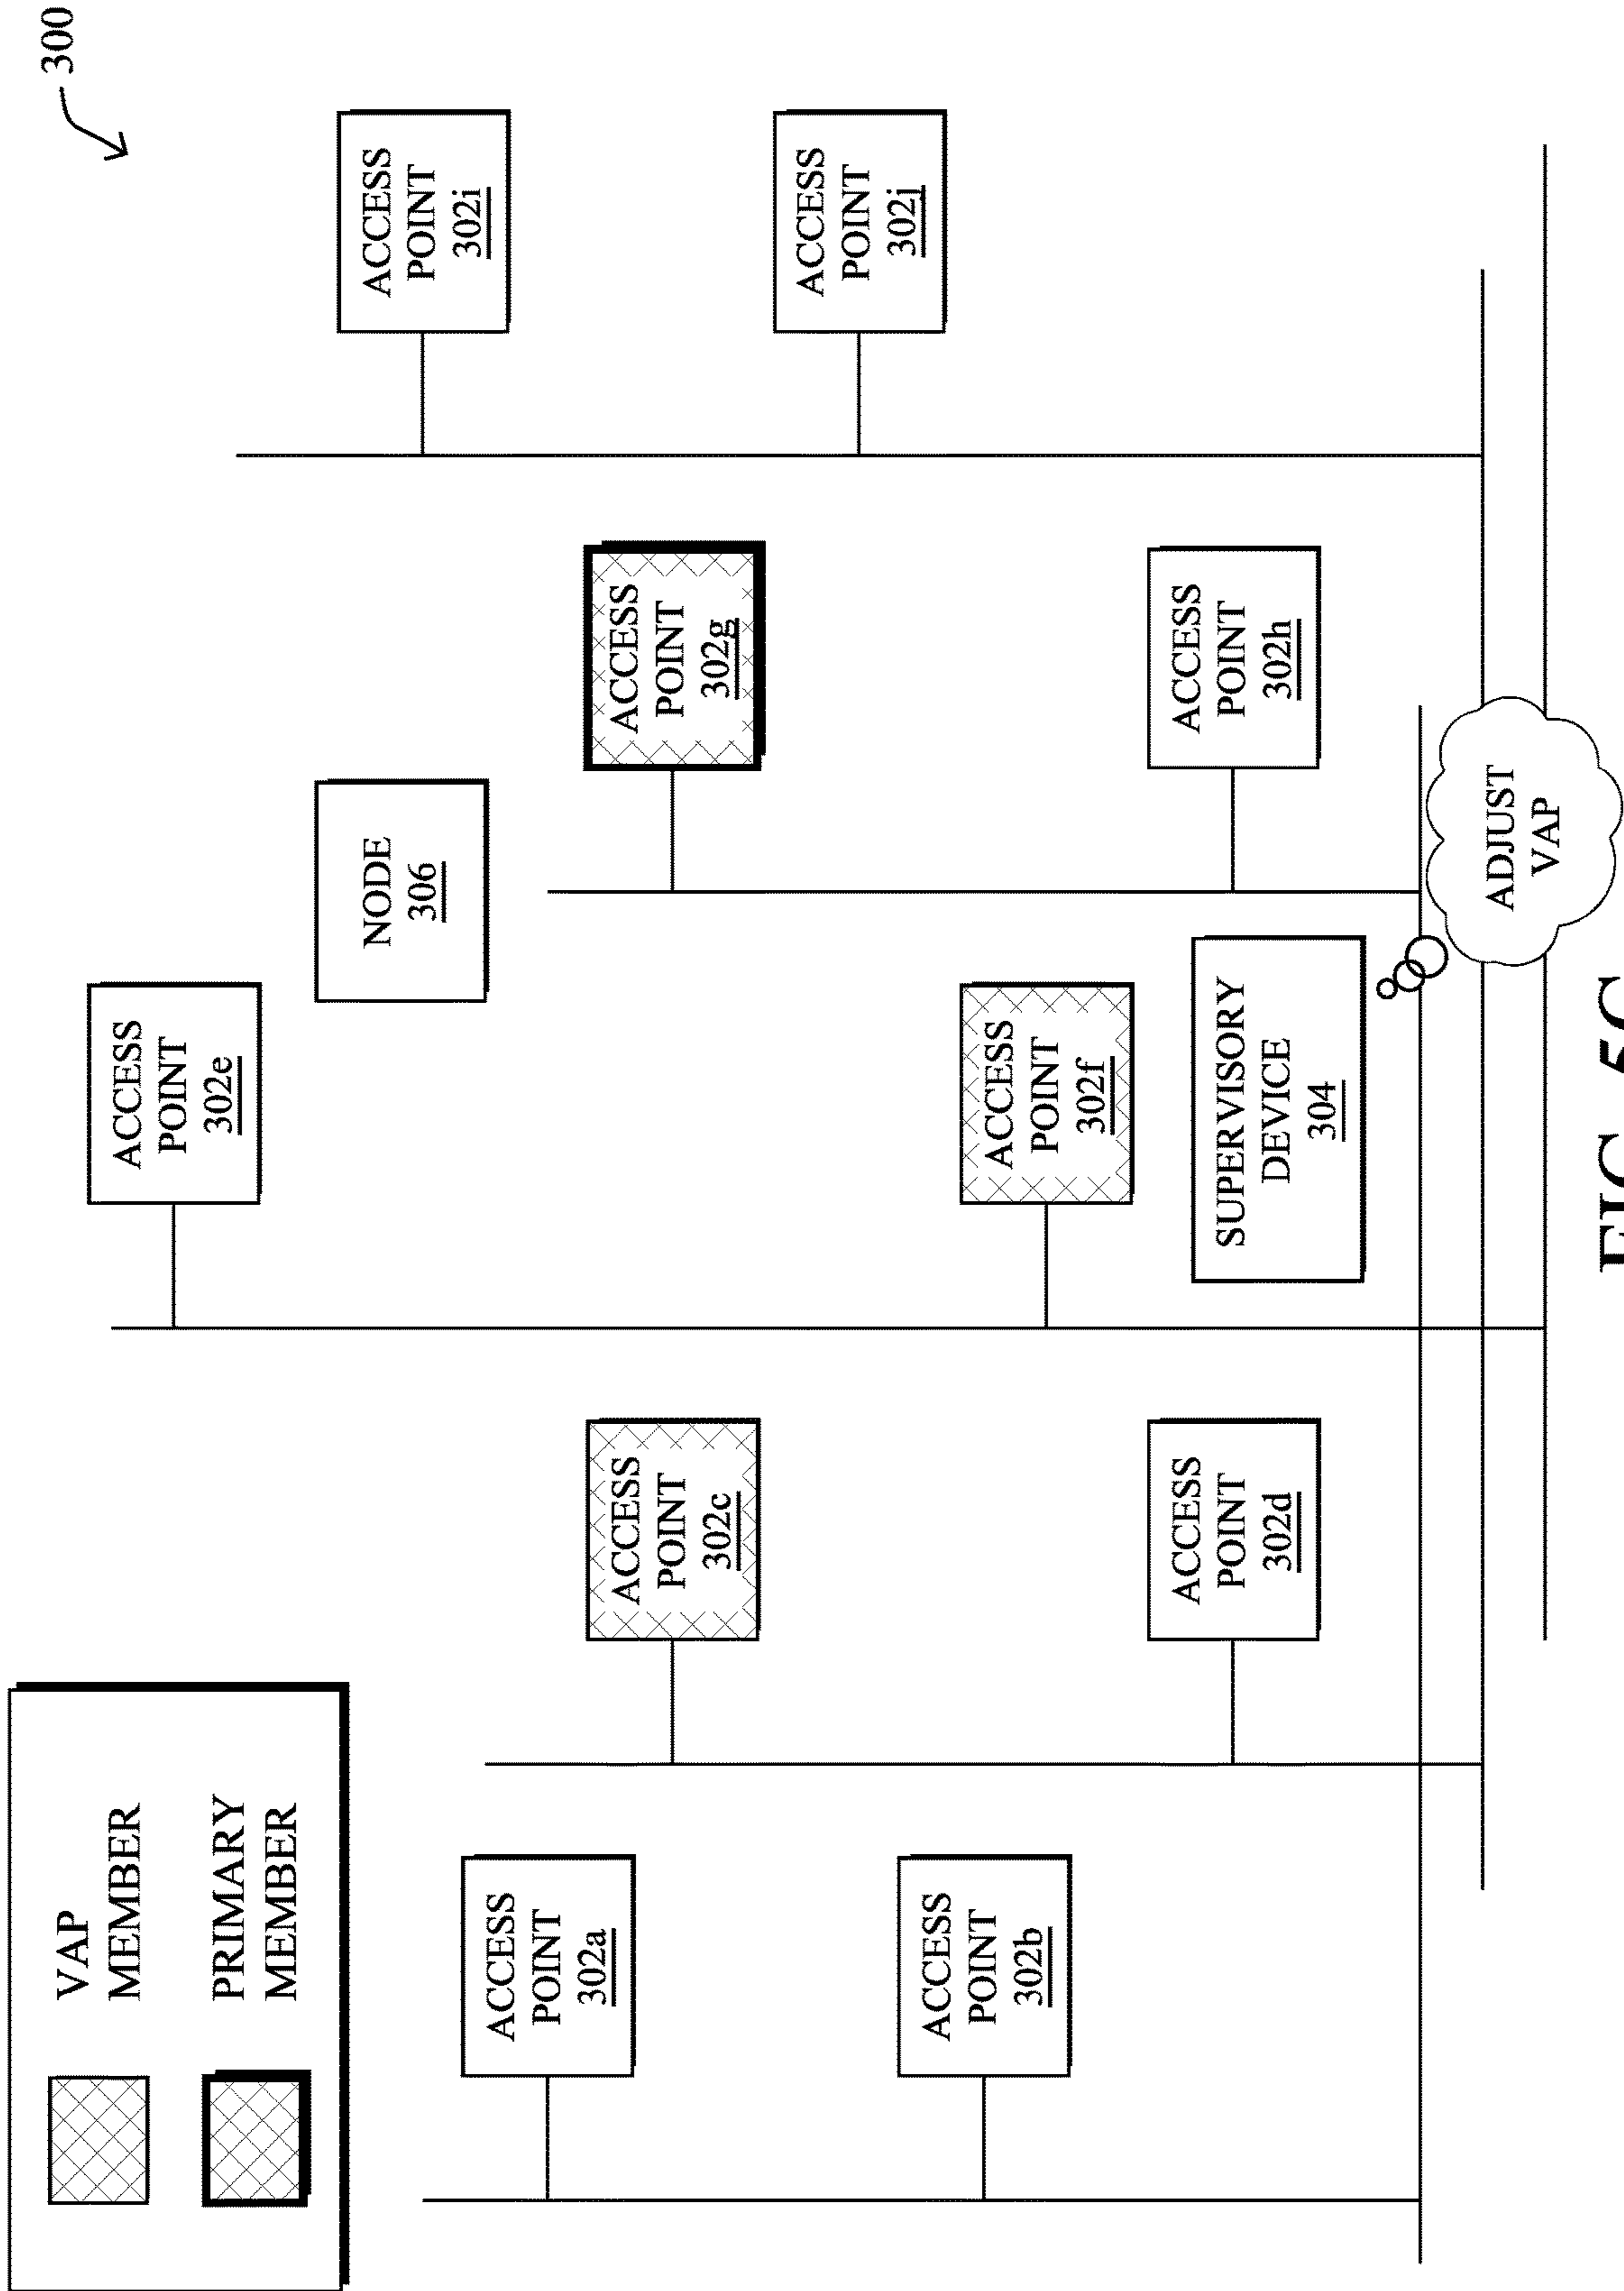 300
VAP
MEMBER
PRIMARY
MEMBER
ACCESS
POINT
302e
NODE
306
ACCESS
POINT
302i
ACCESS
POINT
302a
ACCESS
POINT
302c
ACCESS
POINT
302g
ACCESS
POINT
302j
ACCESS
POINT
302b
ACCESS
POINT
302f
ACCESS
POINT
302d
ACCESS
POINT
302h
SUPERVISORY
DEVICE
304
ADJUST
VAP
FIG. 5C